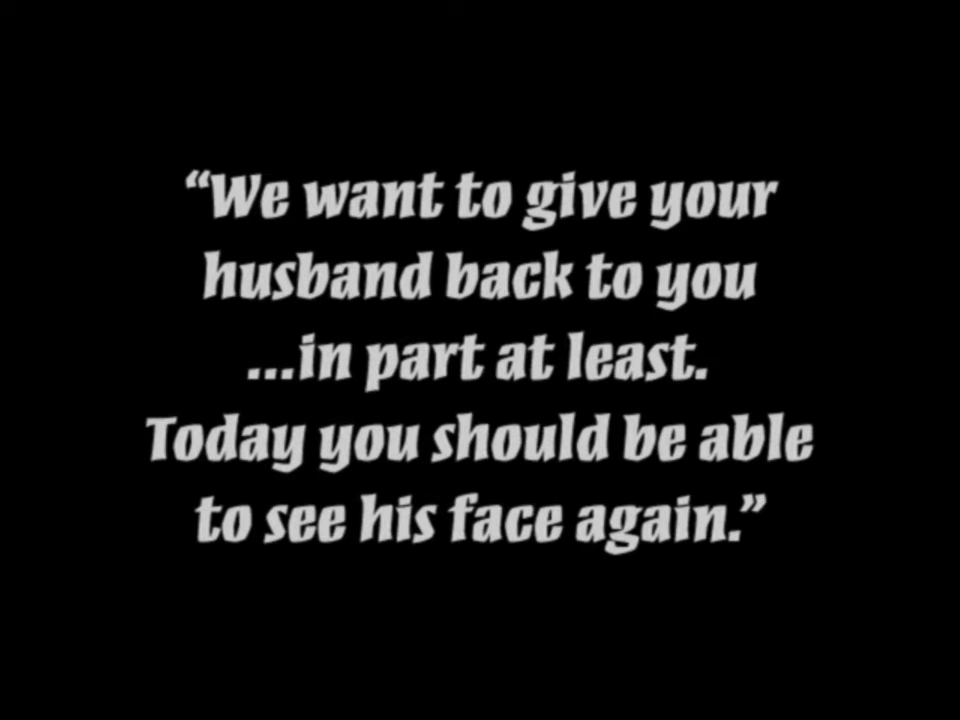 “We want to give your
husband back to you
...in part at least.
Today you should be able
to see his face again.”